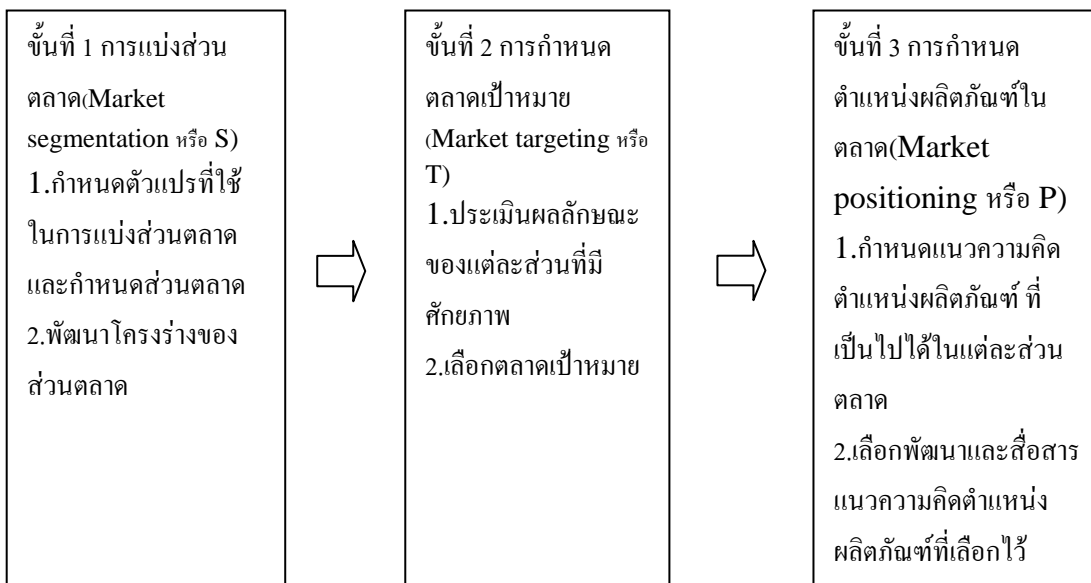 ขั้นที่ 1 การแบ่งส่วน
ตลาด(Market
segmentation หรือ S)
1.กำหนดตัวแปรที่ใช้
ในการแบ่งส่วนตลาด
และกำหนดส่วนตลาด
2.พัฒนาโครงร่างของ
ส่วนตลาด
ขั้นที่ 2 การกำหนด
ตลาดเป้าหมาย
(Market targeting หรือ
T)
1.ประเมินผลลักษณะ
ของแต่ละส่วนที่มี
ศักยภาพ
2.เลือกตลาดเป้าหมาย
ขั้นที่ 3 การกำหนด
ตำแหน่งผลิตภัณฑ์ใน
ตลาด(Market
positioning หรือ P)
1.กำหนดแนวความคิด
ตำแหน่งผลิตภัณฑ์ ที่
เป็นไปได้ในแต่ละส่วน
ตลาด
2.เลือกพัฒนาและสื่อสาร
แนวความคิดตำแหน่ง
ผลิตภัณฑ์ที่เลือกไว้